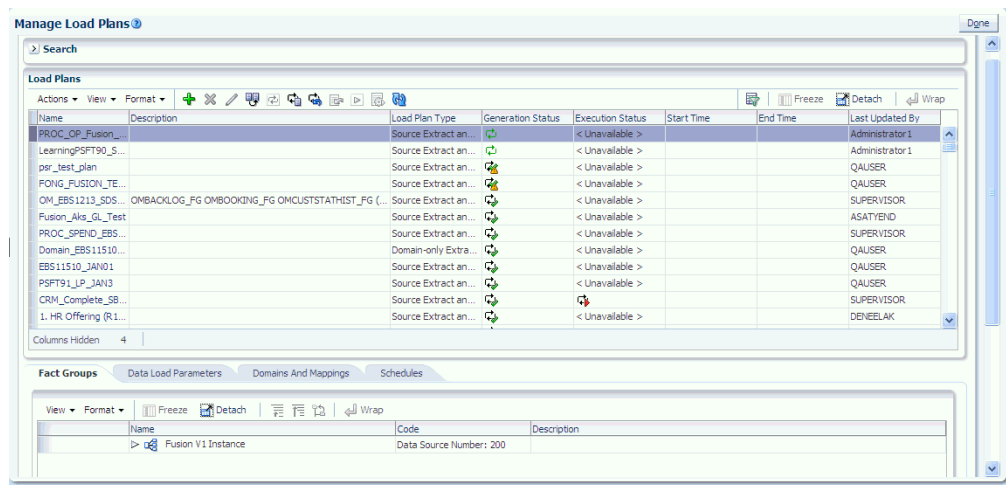 Manage Load Plans
Done
Search
Load Plans
Actions View Format Freeze Detach Wrap
Name Description Load Plan Type Generation Status Execution Status Start Time End Time Last Updated By
PROC_OP_Fusion_... Source Extract an... < Unavailable > Administrator1
LearningPSFT90_S... Source Extract an... < Unavailable > Administrator1
psr_test_plan Source Extract an... < Unavailable > QAUSER
FONG_FUSION_TE... Source Extract an... < Unavailable > QAUSER
OM_EBS1213_SDS... OMBACKLOG_FG OMBOOKING_FG OMCUSTSTATHIST_FG (... Source Extract an... < Unavailable > SUPERVISOR
Fusion_Aks_GL_Test Source Extract an... < Unavailable > ASATYEND
PROC_SPEND_EBS... Source Extract an... < Unavailable > SUPERVISOR
Domain_EBS11510... Domain-only Extra... < Unavailable > QAUSER
EBS11510_JAN01 Source Extract an... < Unavailable > QAUSER
PSFT91_LP_JAN3 Source Extract an... < Unavailable > QAUSER
CRM_Complete_SB... Source Extract an... SUPERVISOR
1. HR Offering (R1... Source Extract an... < Unavailable > DENEELAK
Columns Hidden 4
Fact Groups Data Load Parameters Domains And Mappings Schedules
View Format Freeze Detach Wrap
Name Code Description
Fusion V1 Instance Data Source Number: 200